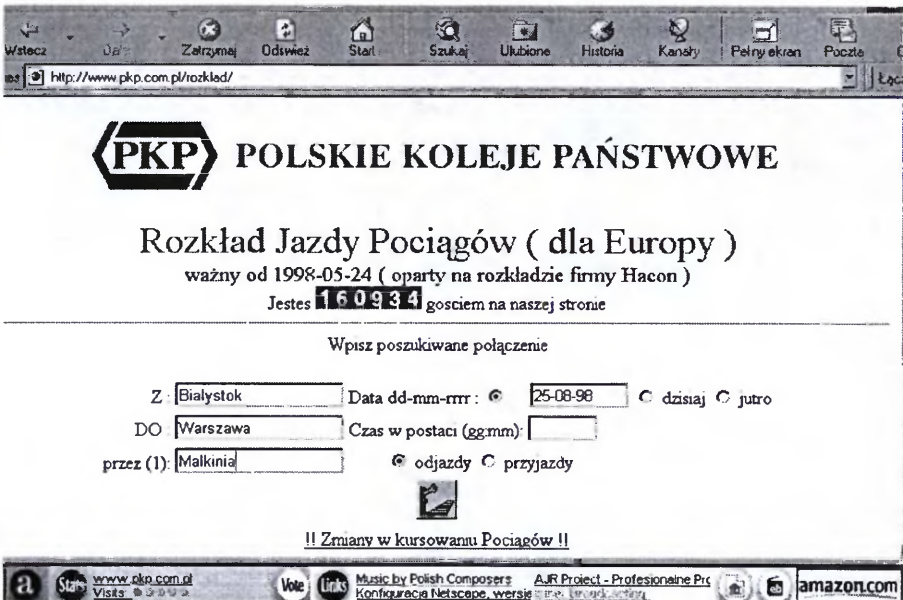 Wstecz Dalej Zatrzymaj Odśwież Start Szukaj Ulubione Historia Kanały Pełny ekran Poczta
http://www.pkp.com.pl/rozklad/ Łącz
PKP POLSKIE KOLEJE PAŃSTWOWE
Rozkład Jazdy Pociągów ( dla Europy )
ważny od 1998-05-24 ( oparty na rozkładzie firmy Hacon )
Jestes 160934 gosciem na naszej stronie
Wpisz poszukiwane połączenie
Z : Bialystok Data dd-mm-rrrr : 25-08-98 dzisiaj jutro
DO : Warszawa Czas w postaci (gg:mm):
przez (1): Malkinia odjazdy przyjazdy
!! Zmiany w kursowaniu Pociągów !!
a Stats www.pkp.com.pl Vote Links Music by Polish Composers AJR Project - Profesionalne Prc amazon.com
Visits Konfiguracja Netscape, wersje